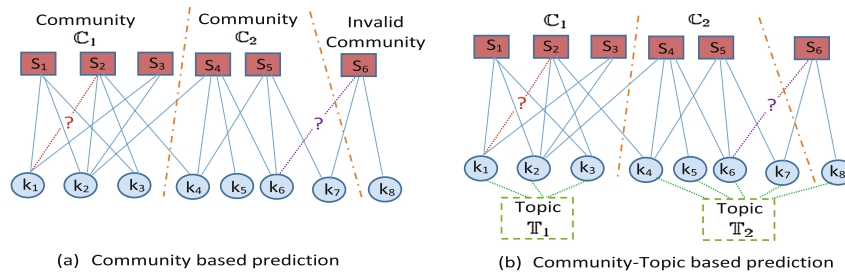 Community
ℂ₁
Community
ℂ₂
Invalid
Community
S₁ S₂ S₃ S₄ S₅ S₆
?
?
k₁ k₂ k₃ k₄ k₅ k₆ k₇ k₈
(a) Community based prediction
ℂ₁
ℂ₂
S₁ S₂ S₃ S₄ S₅ S₆
?
?
k₁ k₂ k₃ k₄ k₅ k₆ k₇ k₈
Topic
𝕋₁
Topic
𝕋₂
(b) Community-Topic based prediction